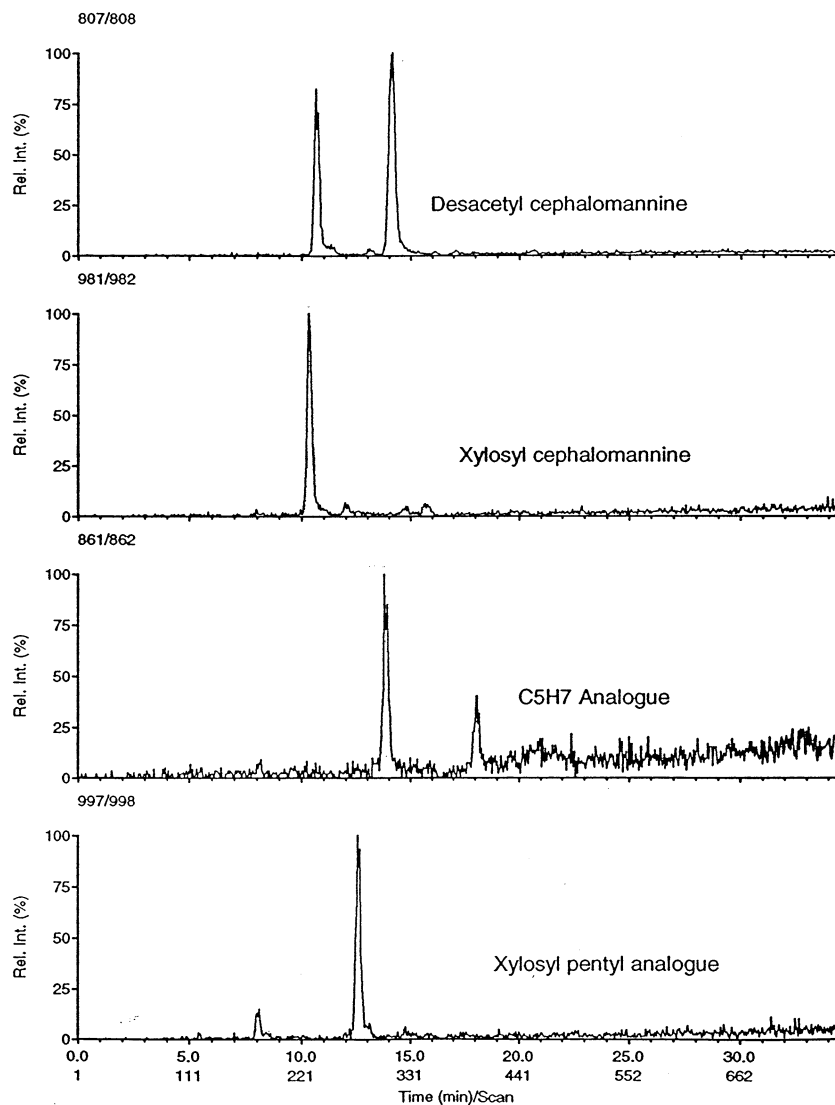 807/808
100
75
50
25
0
Rel. Int. (%)
Desacetyl cephalomannine
981/982
100
75
50
25
0
Rel. Int. (%)
Xylosyl cephalomannine
861/862
100
75
50
25
0
Rel. Int. (%)
C5H7 Analogue
997/998
100
75
50
25
0
Rel. Int. (%)
Xylosyl pentyl analogue
0.0 5.0 10.0 15.0 20.0 25.0 30.0
1 111 221 331 441 552 662
Time (min)/Scan